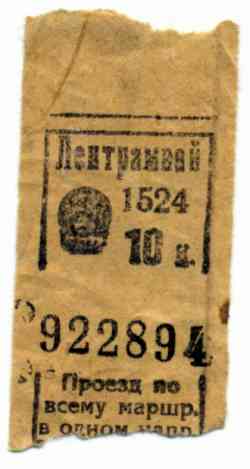 Лентрамвай
1524
10 к.
922894
Проезд по
всему маршр.
в одном напр.